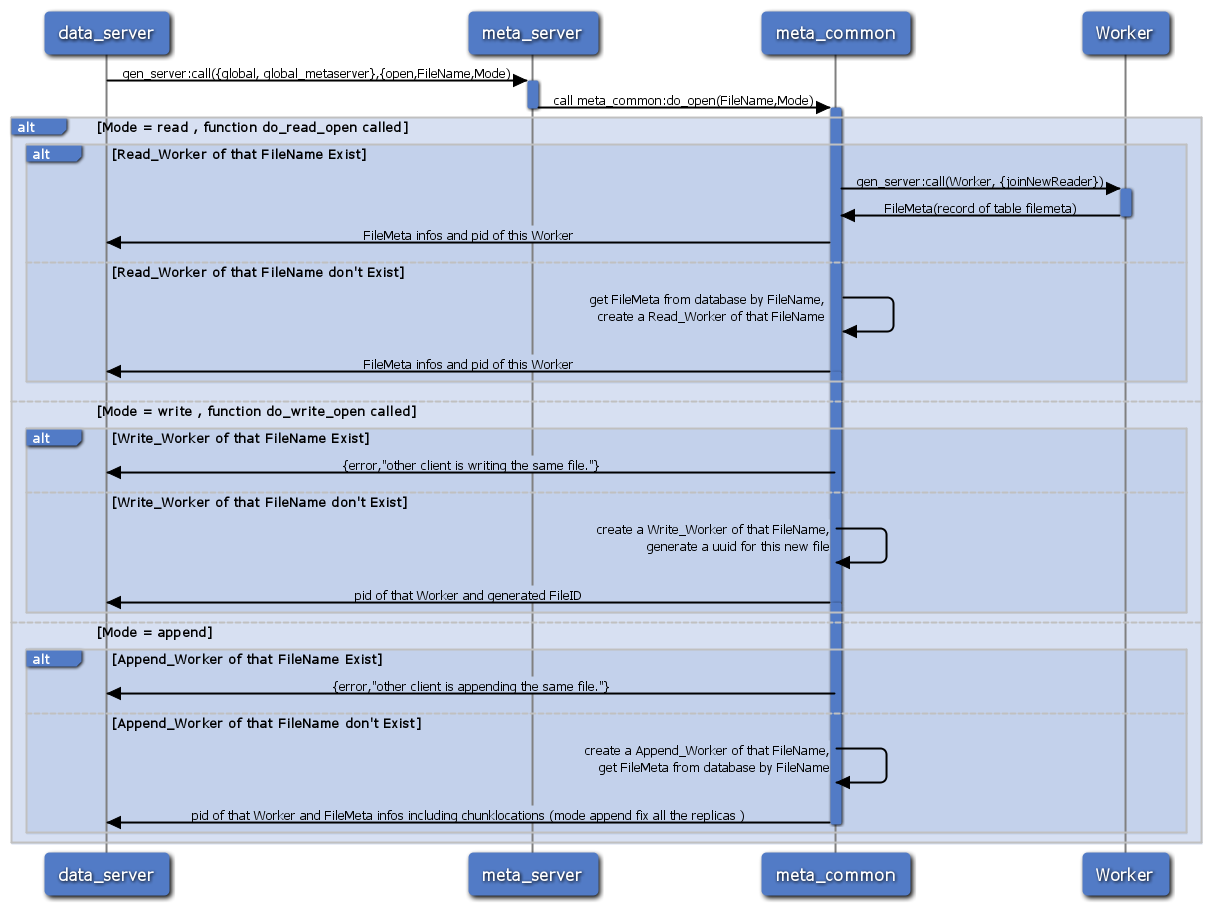 data_server
meta_server
meta_common
Worker
gen_server:call({global, global_metaserver},{open,FileName,Mode)
call meta_common:do_open(FileName,Mode)
alt
[Mode = read , function do_read_open called]
alt
[Read_Worker of that FileName Exist]
gen_server:call(Worker, {joinNewReader})
FileMeta(record of table filemeta)
FileMeta infos and pid of this Worker
[Read_Worker of that FileName don't Exist]
get FileMeta from database by FileName,
create a Read_Worker of that FileName
FileMeta infos and pid of this Worker
[Mode = write , function do_write_open called]
alt
[Write_Worker of that FileName Exist]
{error,"other client is writing the same file."}
[Write_Worker of that FileName don't Exist]
create a Write_Worker of that FileName,
generate a uuid for this new file
pid of that Worker and generated FileID
[Mode = append]
alt
[Append_Worker of that FileName Exist]
{error,"other client is appending the same file."}
[Append_Worker of that FileName don't Exist]
create a Append_Worker of that FileName,
get FileMeta from database by FileName
pid of that Worker and FileMeta infos including chunklocations (mode append fix all the replicas )
data_server
meta_server
meta_common
Worker